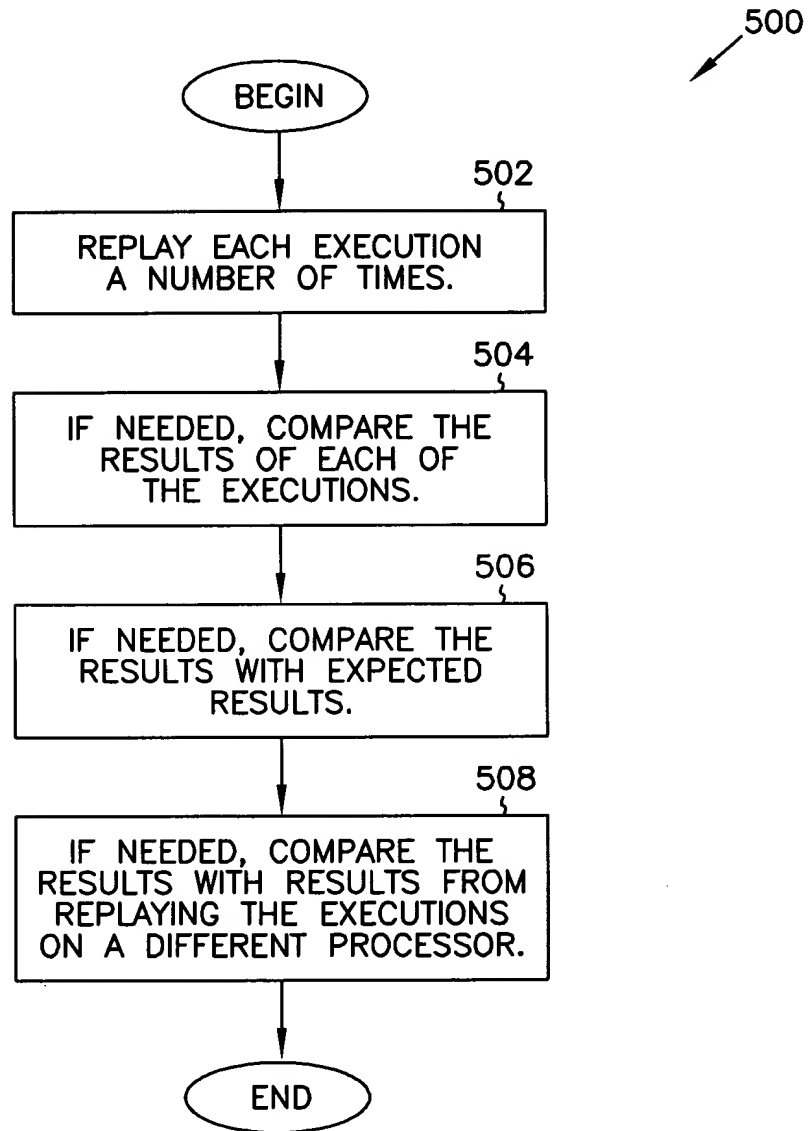 500
BEGIN
502
REPLAY EACH EXECUTION
A NUMBER OF TIMES.
504
IF NEEDED, COMPARE THE
RESULTS OF EACH OF
THE EXECUTIONS.
506
IF NEEDED, COMPARE THE
RESULTS WITH EXPECTED
RESULTS.
508
IF NEEDED, COMPARE THE
RESULTS WITH RESULTS FROM
REPLAYING THE EXECUTIONS
ON A DIFFERENT PROCESSOR.
END